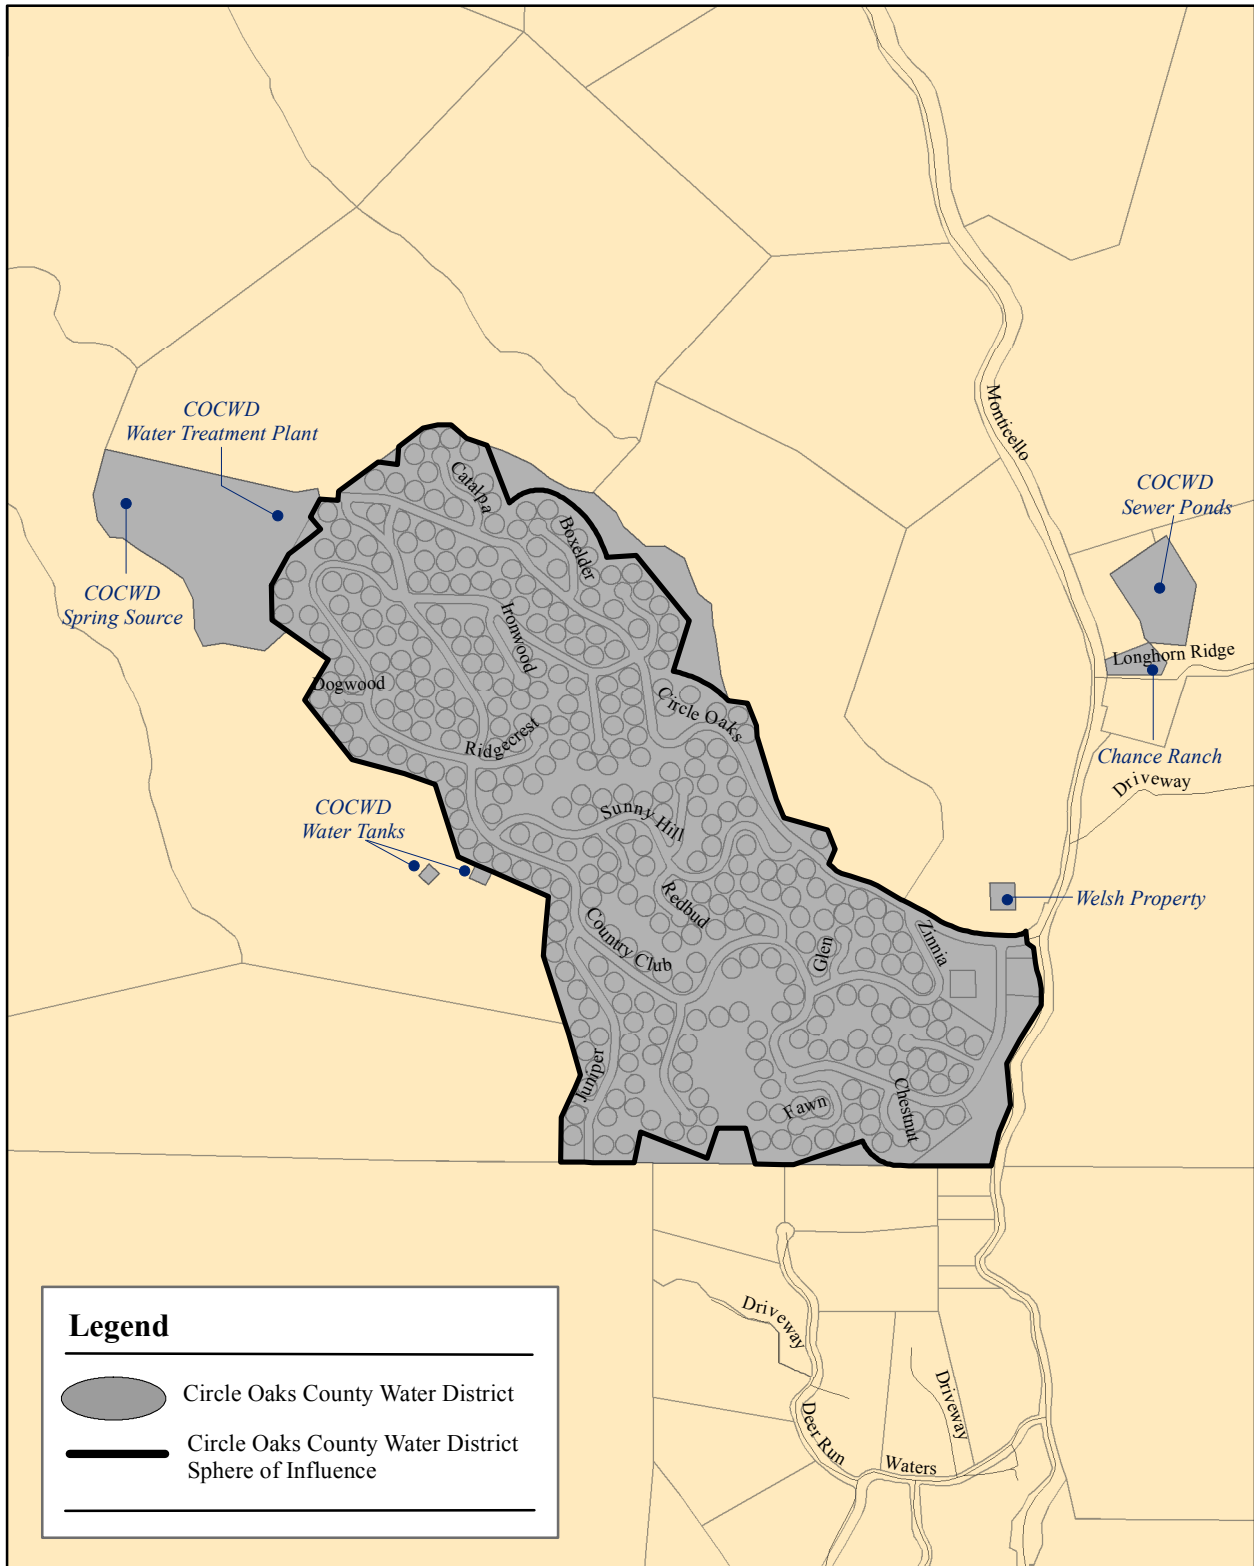 Monticello
COCWD
Water Treatment Plant
Catalpa
COCWD
Sewer Ponds
Boxelder
COCWD
Spring Source
Ironwood
Longhorn Ridge
Dogwood
Circle Oaks
Ridgecrest
Chance Ranch
Driveway
COCWD
Water Tanks
Sunny Hill
Redbud
Welsh Property
Country Club
Glen
Zinnia
Juniper
Fawn
Chestnut
Driveway
Driveway
Deer Run
Waters
Legend
Circle Oaks County Water District
Circle Oaks County Water District
Sphere of Influence